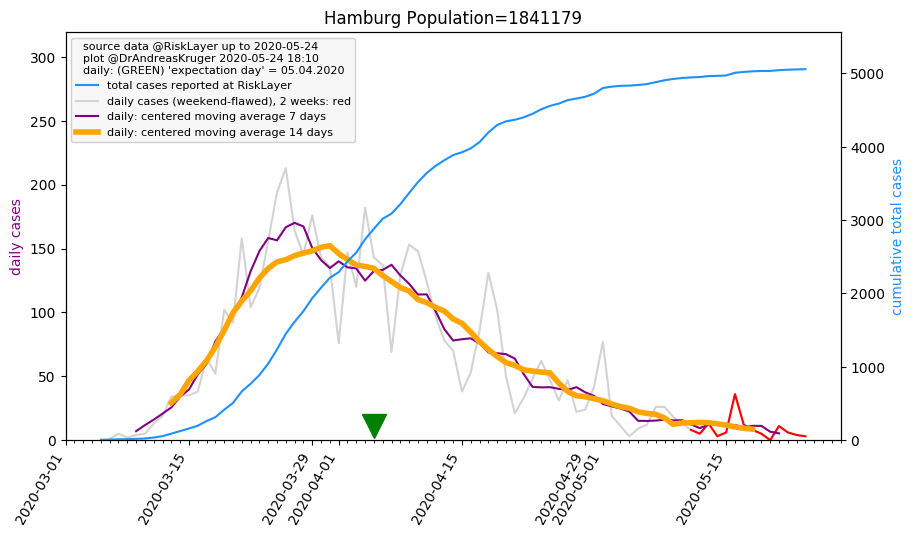 Hamburg Population=1841179
source data @RiskLayer up to 2020-05-24
plot @DrAndreasKruger 2020-05-24 18:10
daily: (GREEN) 'expectation day' = 05.04.2020
total cases reported at RiskLayer
daily cases (weekend-flawed), 2 weeks: red
daily: centered moving average 7 days
daily: centered moving average 14 days
300
250
200
150
100
50
0
daily cases
5000
4000
3000
2000
1000
0
cumulative total cases
2020-03-01
2020-03-15
2020-03-29
2020-04-01
2020-04-15
2020-04-29
2020-05-01
2020-05-15